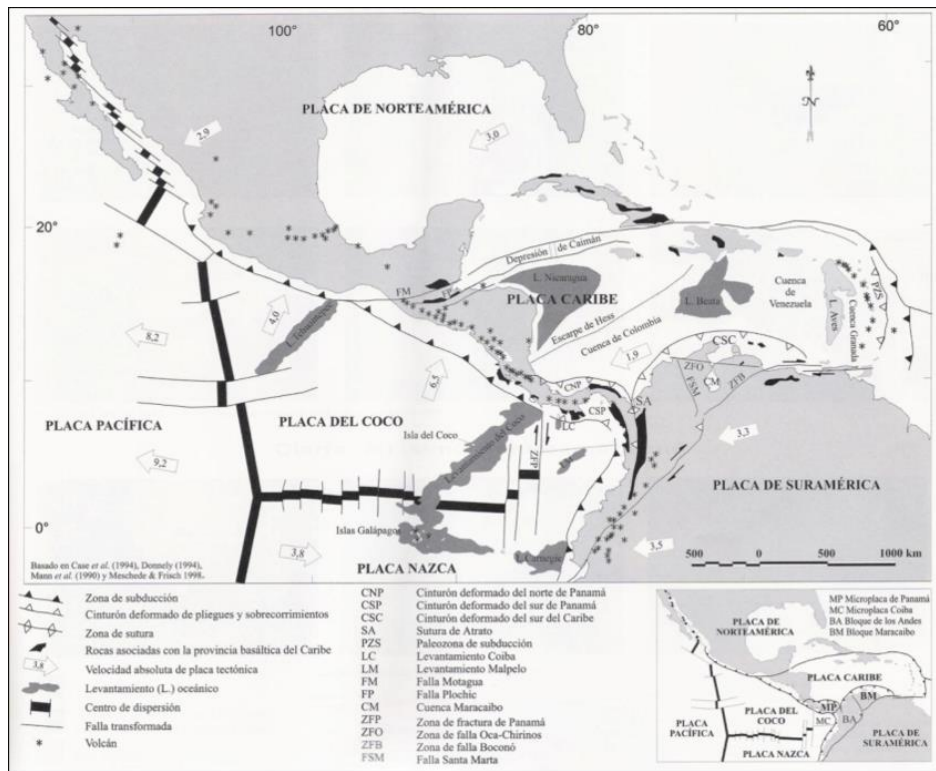 100°
80°
60°
PLACA DE NORTEAMÉRICA
2,9
3,0
N
20°
Depresión de Caimán
L. Nicaragua
FM
FP
PLACA CARIBE
L. Beata
Cuenca de Venezuela
L. Aves
Cuenca Granada
PZS
Escarpe de Hess
Cuenca de Colombia
4,0
L. Tehuantepec
8,2
1,9
CSC
ZFO
CM
FSM
ZFB
6,5
CNP
SA
CSP
LC
PLACA PACÍFICA
PLACA DEL COCO
Isla del Coco
Levantamiento del Coco
ZFP
LM
3,3
9,2
PLACA DE SURAMÉRICA
0°
Islas Galápagos
3,8
L. Carnegie
3,5
PLACA NAZCA
500 0 500 1000 km
Basado en Case et al. (1994), Donnely (1994),
Mann et al. (1990) y Meschede & Frisch 1998.
Zona de subducción
Cinturón deformado de pliegues y sobrecorrimientos
Zona de sutura
Rocas asociadas con la provincia basáltica del Caribe
3,8 Velocidad absoluta de placa tectónica
Levantamiento (L.) oceánico
Centro de dispersión
Falla transformada
Volcán
CNP Cinturón deformado del norte de Panamá
CSP Cinturón deformado del sur de Panamá
CSC Cinturón deformado del sur del Caribe
SA Sutura de Atrato
PZS Paleozona de subducción
LC Levantamiento Coiba
LM Levantamiento Malpelo
FM Falla Motagua
FP Falla Plochic
CM Cuenca Maracaibo
ZFP Zona de fractura de Panamá
ZFO Zona de falla Oca-Chirinos
ZFB Zona de falla Boconó
FSM Falla Santa Marta
MP Microplaca de Panamá
MC Microplaca Coiba
BA Bloque de los Andes
BM Bloque Maracaibo
PLACA DE NORTEAMÉRICA
PLACA CARIBE
BM
MP
PLACA DEL COCO
MC
BA
PLACA PACÍFICA
PLACA DE SURAMÉRICA
PLACA NAZCA